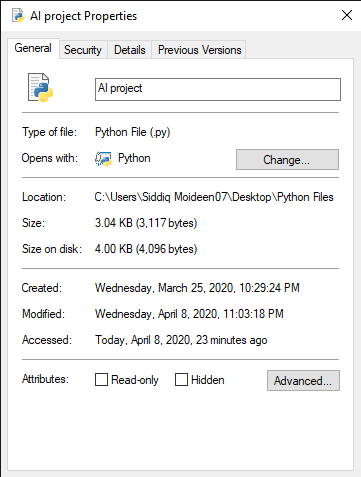 AI project Properties
General Security Details Previous Versions
AI project
Type of file: Python File (.py)
Opens with: Python Change...
Location: C:\Users\Siddiq Moideen07\Desktop\Python Files
Size: 3.04 KB (3,117 bytes)
Size on disk: 4.00 KB (4,096 bytes)
Created: Wednesday, March 25, 2020, 10:29:24 PM
Modified: Wednesday, April 8, 2020, 11:03:18 PM
Accessed: Today, April 8, 2020, 23 minutes ago
Attributes: Read-only Hidden Advanced...